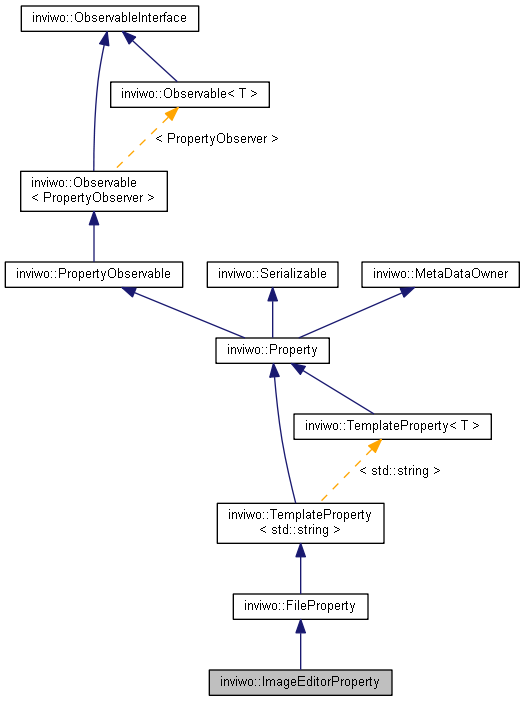 inviwo::ObservableInterface
inviwo::Observable< T >
< PropertyObserver >
inviwo::Observable
< PropertyObserver >
inviwo::PropertyObservable
inviwo::Serializable
inviwo::MetaDataOwner
inviwo::Property
inviwo::TemplateProperty< T >
< std::string >
inviwo::TemplateProperty
< std::string >
inviwo::FileProperty
inviwo::ImageEditorProperty